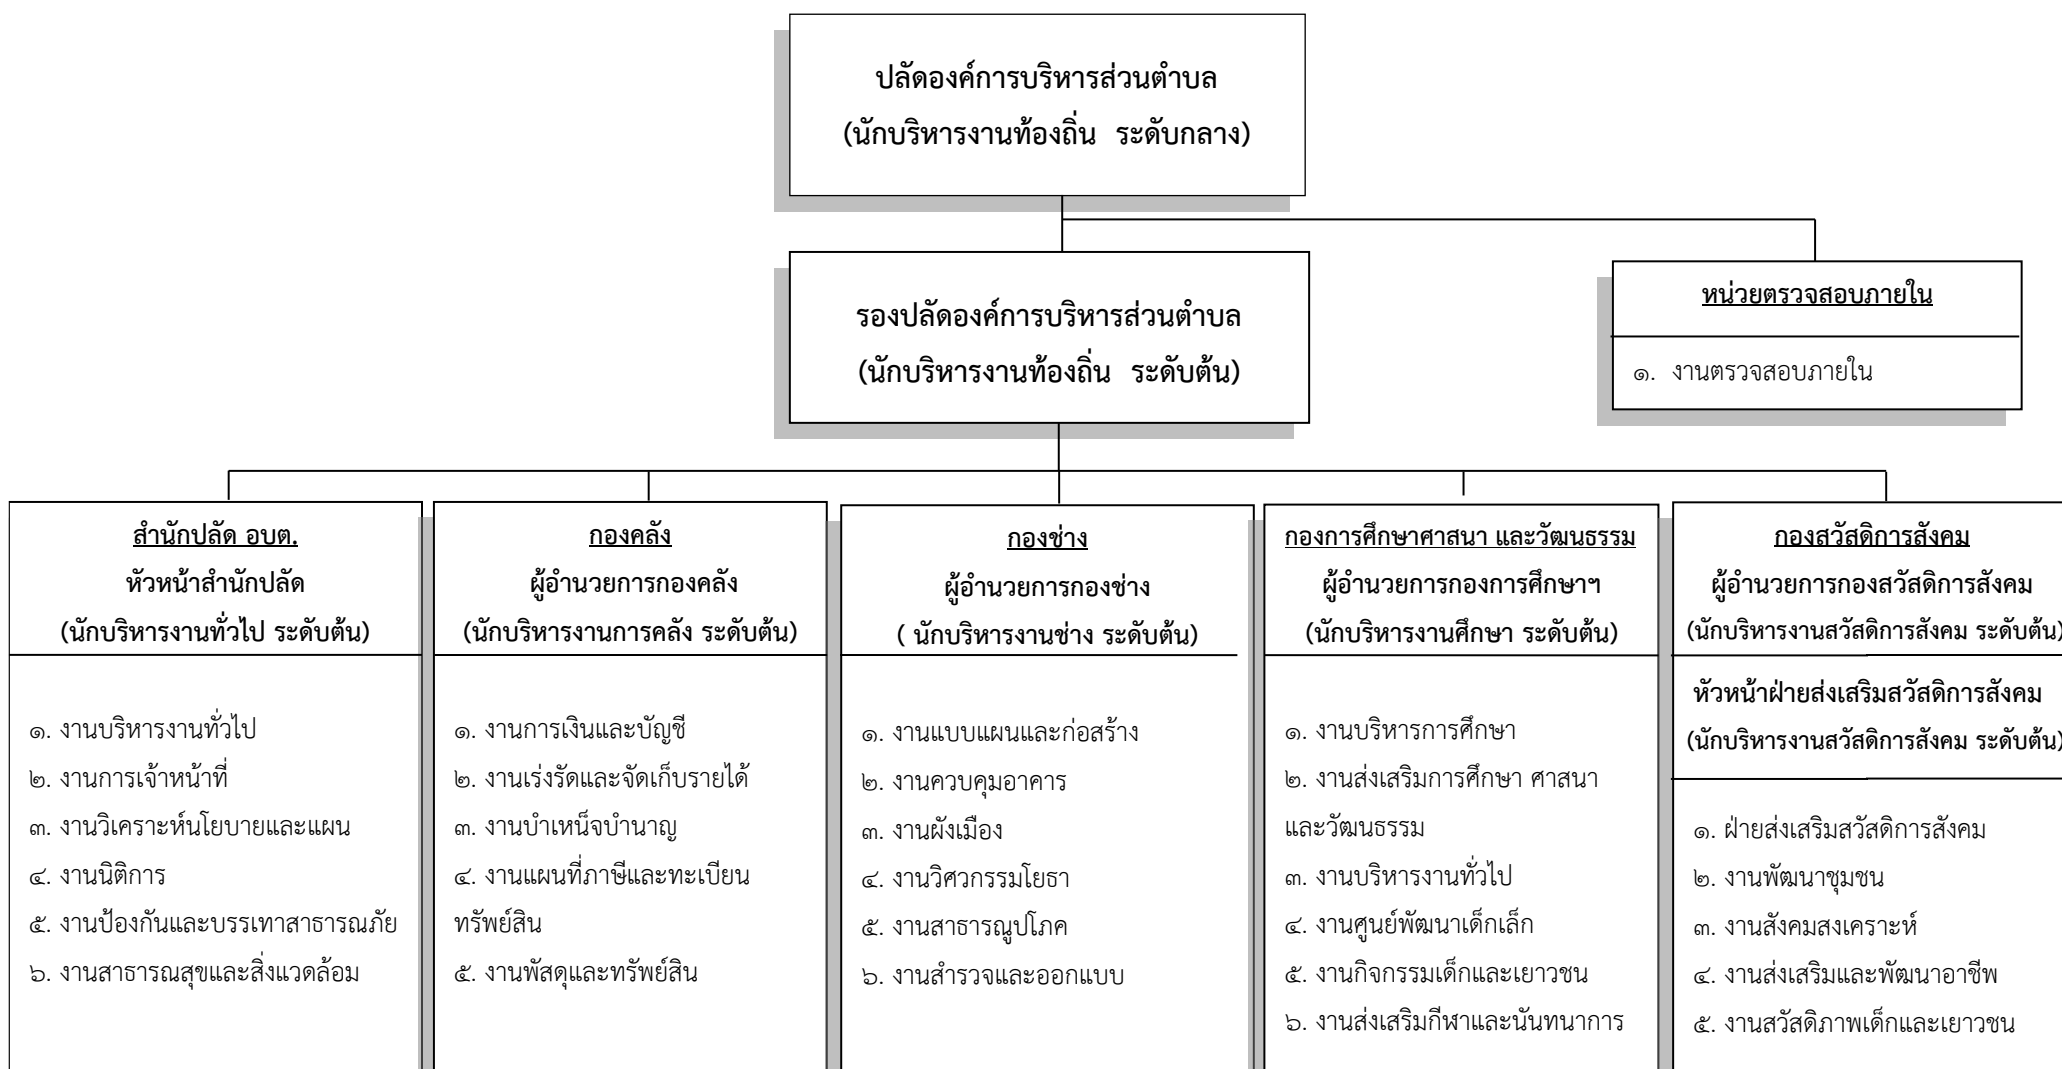 ปลัดองค์การบริหารส่วนตำบล
(นักบริหารงานท้องถิ่น ระดับกลาง)
รองปลัดองค์การบริหารส่วนตำบล
(นักบริหารงานท้องถิ่น ระดับต้น)
หน่วยตรวจสอบภายใน
๑. งานตรวจสอบภายใน
สำนักปลัด อบต.
หัวหน้าสำนักปลัด
(นักบริหารงานทั่วไป ระดับต้น)
๑. งานบริหารงานทั่วไป
๒. งานการเจ้าหน้าที่
๓. งานวิเคราะห์นโยบายและแผน
๔. งานนิติการ
๕. งานป้องกันและบรรเทาสาธารณภัย
๖. งานสาธารณสุขและสิ่งแวดล้อม
กองคลัง
ผู้อำนวยการกองคลัง
(นักบริหารงานการคลัง ระดับต้น)
๑. งานการเงินและบัญชี
๒. งานเร่งรัดและจัดเก็บรายได้
๓. งานบำเหน็จบำนาญ
๔. งานแผนที่ภาษีและทะเบียน
ทรัพย์สิน
๕. งานพัสดุและทรัพย์สิน
กองช่าง
ผู้อำนวยการกองช่าง
( นักบริหารงานช่าง ระดับต้น)
๑. งานแบบแผนและก่อสร้าง
๒. งานควบคุมอาคาร
๓. งานผังเมือง
๔. งานวิศวกรรมโยธา
๕. งานสาธารณูปโภค
๖. งานสำรวจและออกแบบ
กองการศึกษาศาสนา และวัฒนธรรม
ผู้อำนวยการกองการศึกษาฯ
(นักบริหารงานศึกษา ระดับต้น)
๑. งานบริหารการศึกษา
๒. งานส่งเสริมการศึกษา ศาสนา
และวัฒนธรรม
๓. งานบริหารงานทั่วไป
๔. งานศูนย์พัฒนาเด็กเล็ก
๕. งานกิจกรรมเด็กและเยาวชน
๖. งานส่งเสริมกีฬาและนันทนาการ
กองสวัสดิการสังคม
ผู้อำนวยการกองสวัสดิการสังคม
(นักบริหารงานสวัสดิการสังคม ระดับต้น)
หัวหน้าฝ่ายส่งเสริมสวัสดิการสังคม
(นักบริหารงานสวัสดิการสังคม ระดับต้น)
๑. ฝ่ายส่งเสริมสวัสดิการสังคม
๒. งานพัฒนาชุมชน
๓. งานสังคมสงเคราะห์
๔. งานส่งเสริมและพัฒนาอาชีพ
๕. งานสวัสดิภาพเด็กและเยาวชน